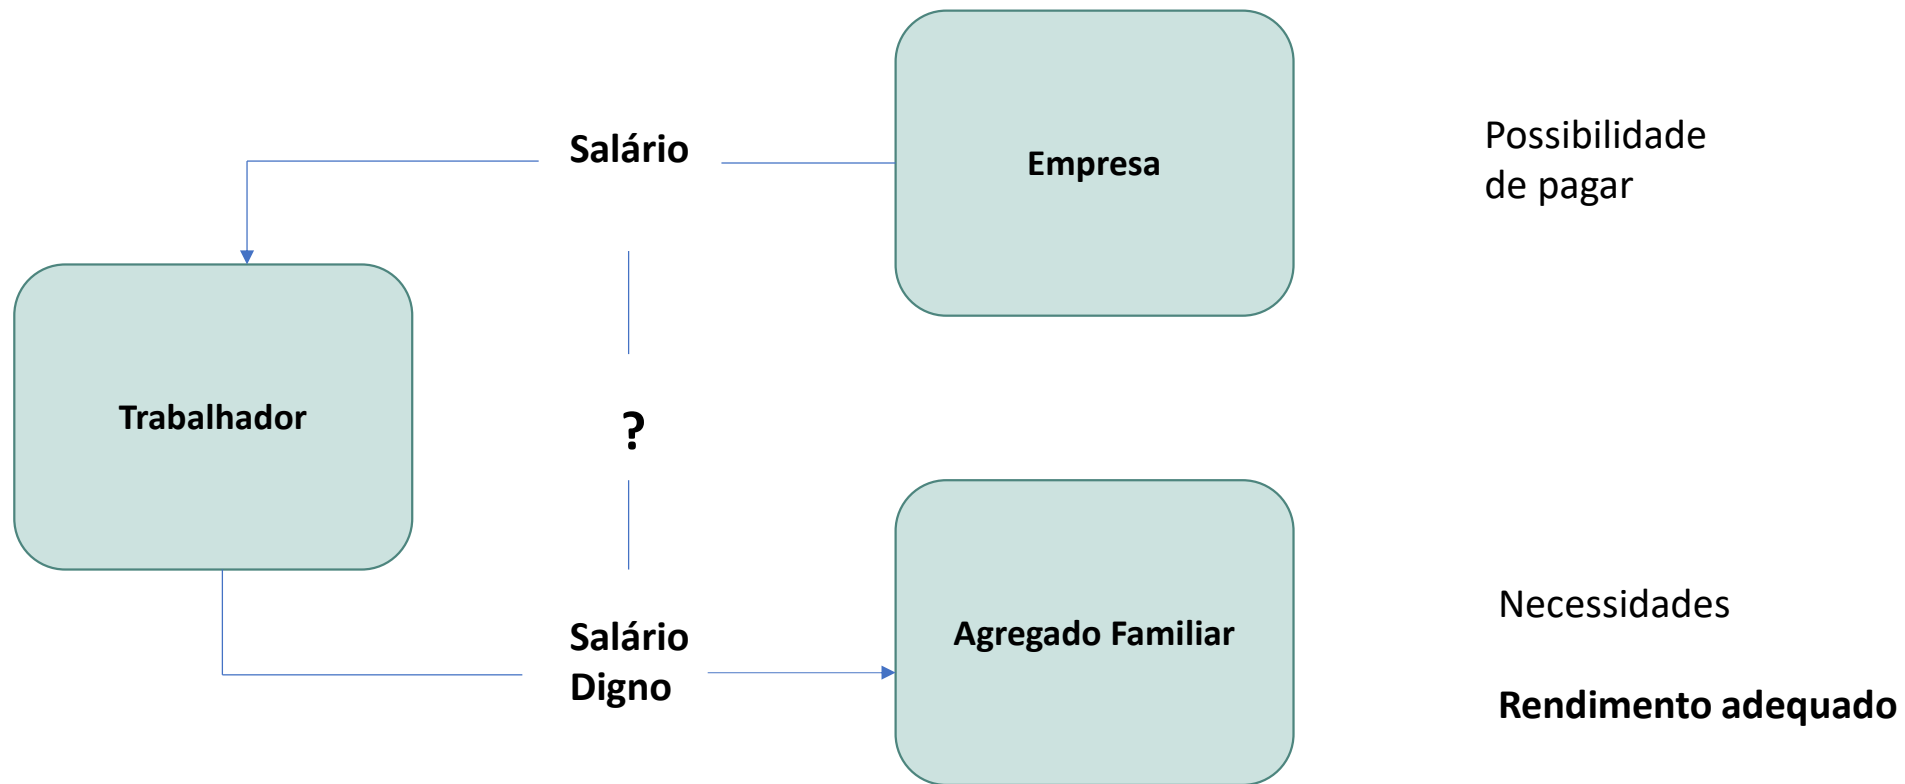 Salário
Empresa
Possibilidade
de pagar
Trabalhador
?
Salário
Digno
Agregado Familiar
Necessidades
Rendimento adequado